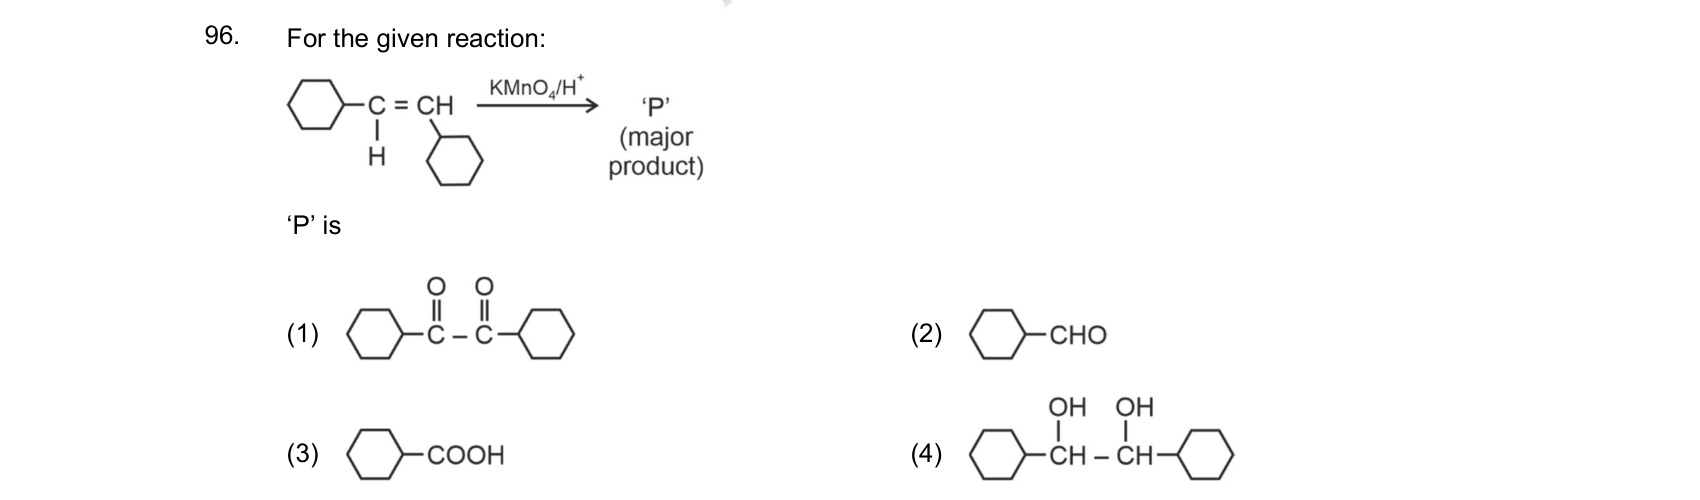 96. For the given reaction:
C = CH KMnO₄/H⁺ 'P'
H (major
product)
'P' is
O O
(1) C – C (2) CHO
OH OH
(3) COOH (4) CH – CH